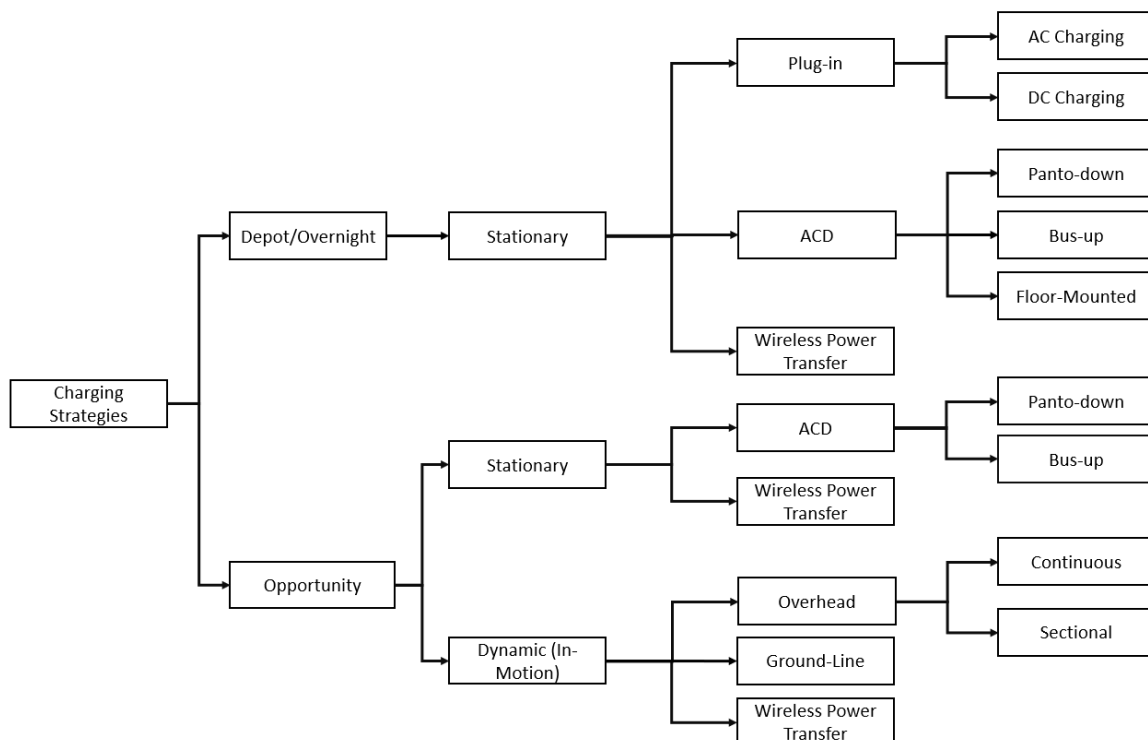 AC Charging
Plug-in
DC Charging
Panto-down
Depot/Overnight
Stationary
ACD
Bus-up
Floor-Mounted
Wireless Power
Transfer
Charging
Strategies
Panto-down
ACD
Stationary
Bus-up
Wireless Power
Transfer
Continuous
Opportunity
Overhead
Sectional
Dynamic (In-
Motion)
Ground-Line
Wireless Power
Transfer